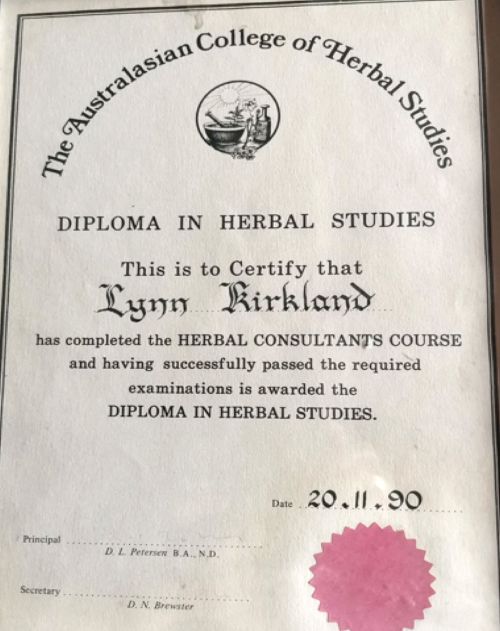 The Australasian College of Herbal Studies
DIPLOMA IN HERBAL STUDIES
This is to Certify that
Lynn Kirkland
has completed the HERBAL CONSULTANTS COURSE
and having successfully passed the required
examinations is awarded the
DIPLOMA IN HERBAL STUDIES.
Date 20.11.90
Principal
D. L. Petersen B.A., N.D.
Secretary
D. N. Brewster